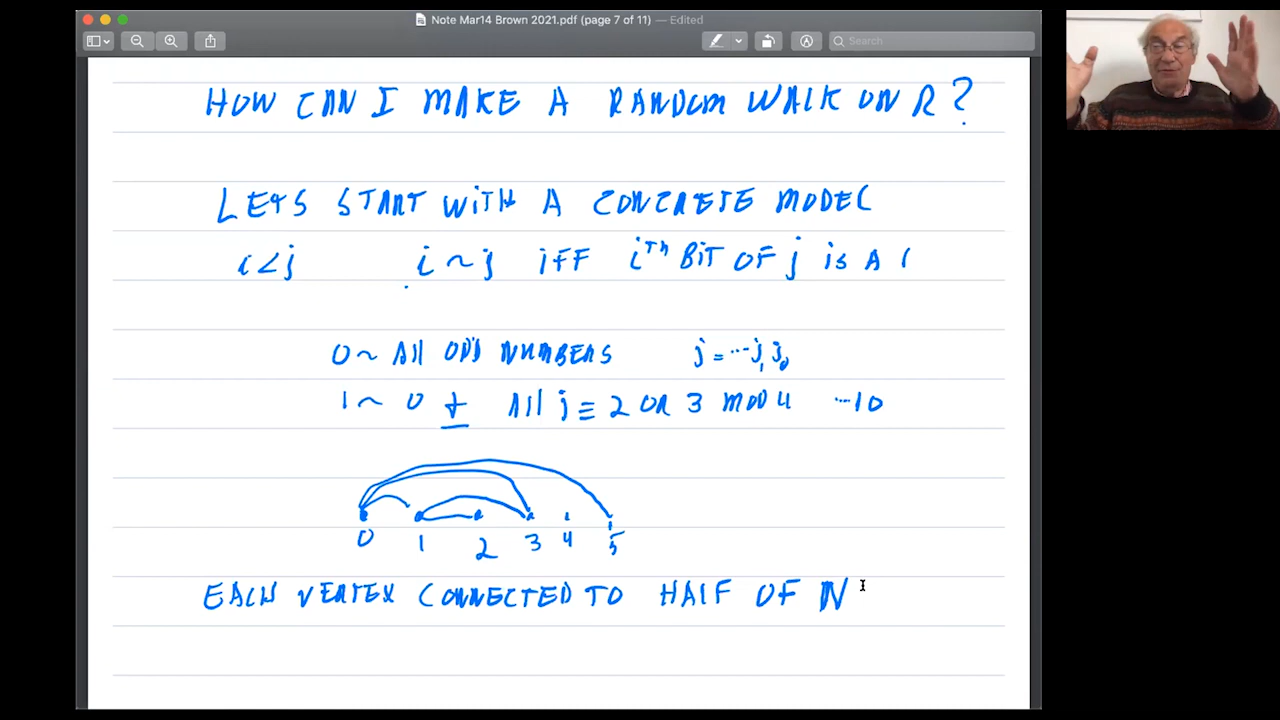 Note Mar14 Brown 2021.pdf (page 7 of 11) — Edited
Search
HOW CAN I MAKE A RANDOM WALK ON R?
LETS START WITH A CONCRETE MODEL
i<j i ~ j iFF iTH BiT OF j is A 1
0 ~ All ODD NUMBERS j = ... j1 j0
1 ~ 0 + All j ≡ 2 OR 3 MOD 4 ...10
0 1 2 3 4 5
EACH VERTEX CONNECTED TO HALF OF N